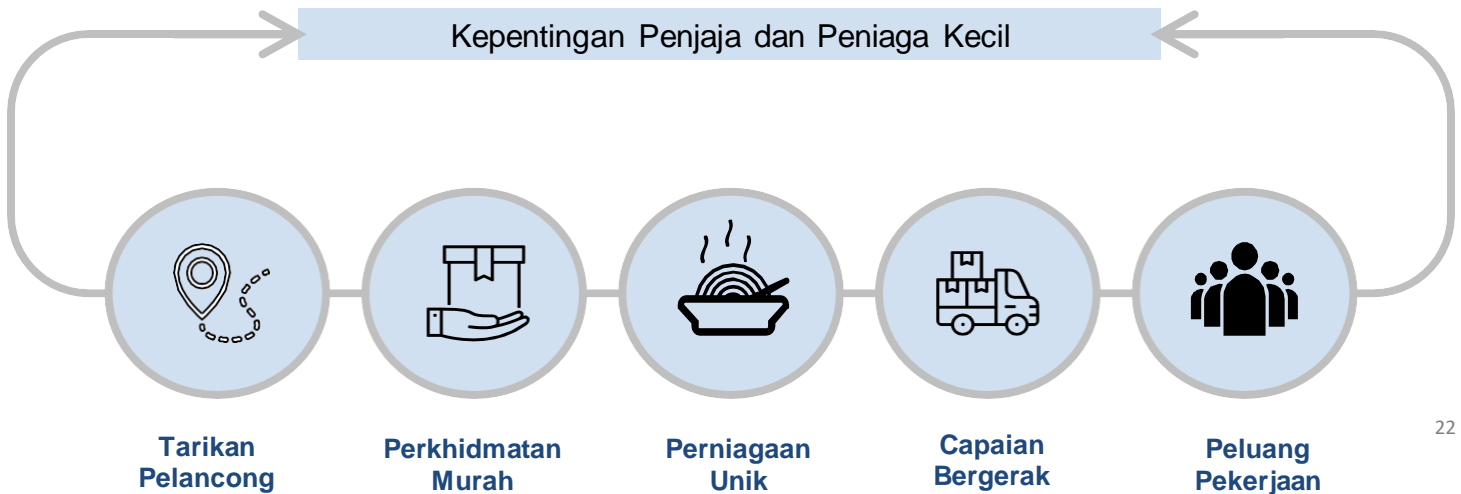 Kepentingan Penjaja dan Peniaga Kecil
Tarikan
Pelancong
Perkhidmatan
Murah
Perniagaan
Unik
Capaian
Bergerak
Peluang
Pekerjaan
22